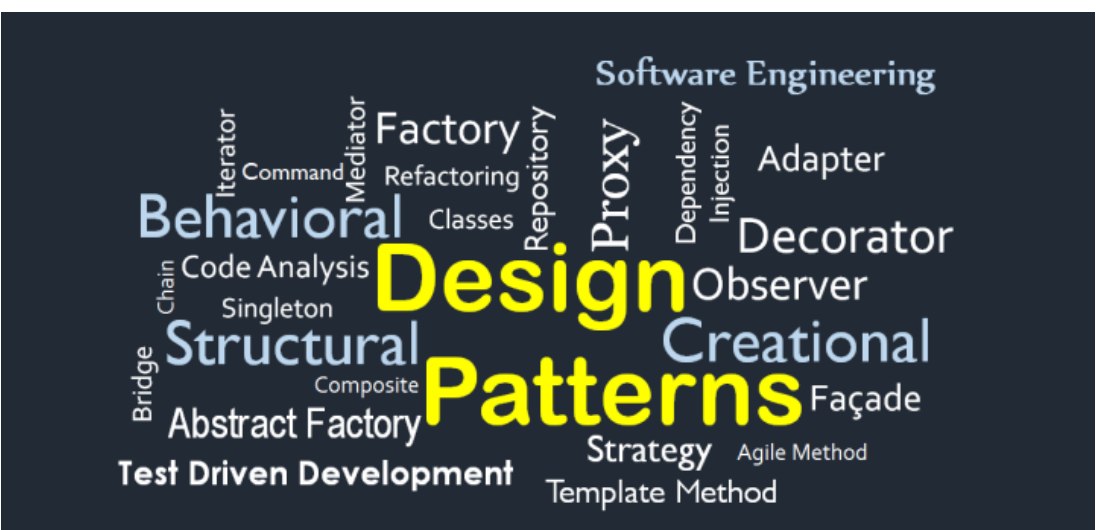 Software Engineering
Iterator
Command
Mediator
Factory
Refactoring
Repository
Proxy
Dependency
Injection
Adapter
Behavioral
Classes
Decorator
Chain
Code Analysis
Design
Observer
Singleton
Structural
Creational
Bridge
Composite
Patterns
Façade
Abstract Factory
Strategy
Agile Method
Test Driven Development
Template Method